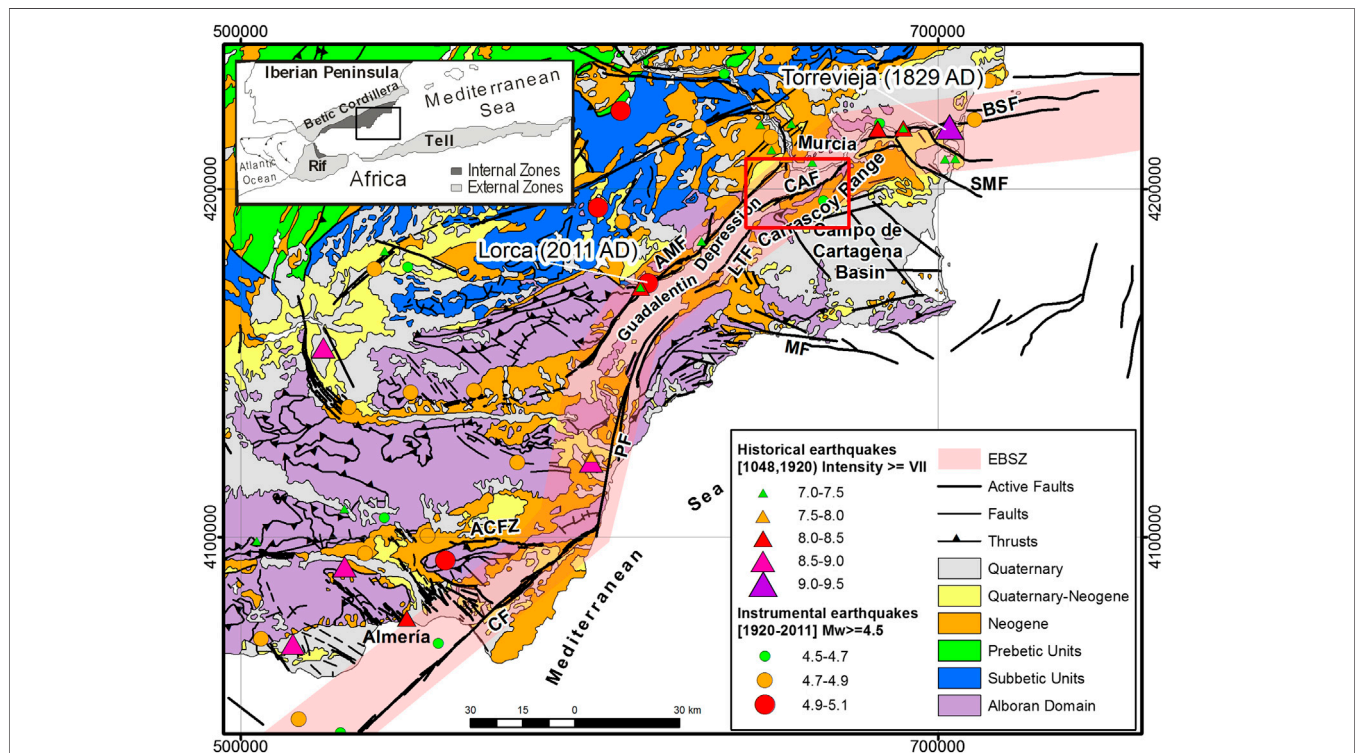 5000000
7000000
Iberian Peninsula
Betic Cordillera
Mediterranean
Sea
Tell
Rif
Atlantic
Ocean
Africa
Internal Zones
External Zones
Torrevieja (1829 AD)
BSF
Murcia
SMF
4200000
4200000
CAF
Carrascoy Range
Campo de
Cartagena
Basin
Lorca (2011 AD)
AMF
Guadalentin Depression
LTF
MF
PF
Mediterranean Sea
ACFZ
4100000
4100000
CF
Almería
Historical earthquakes
[1048,1920) Intensity >= VII
7.0-7.5
7.5-8.0
8.0-8.5
8.5-9.0
9.0-9.5
Instrumental earthquakes
[1920-2011] Mw>=4.5
4.5-4.7
4.7-4.9
4.9-5.1
EBSZ
Active Faults
Faults
Thrusts
Quaternary
Quaternary-Neogene
Neogene
Prebetic Units
Subbetic Units
Alboran Domain
30 15 0 30 km
500000
700000